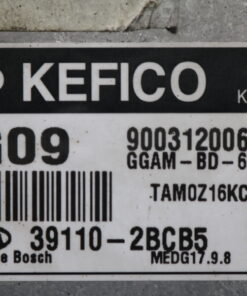 KEFICO K
G09 900312006
GGAM-BD-6
TAM0Z16KC
39110-2BCB5
e Bosch MEDG17.9.8